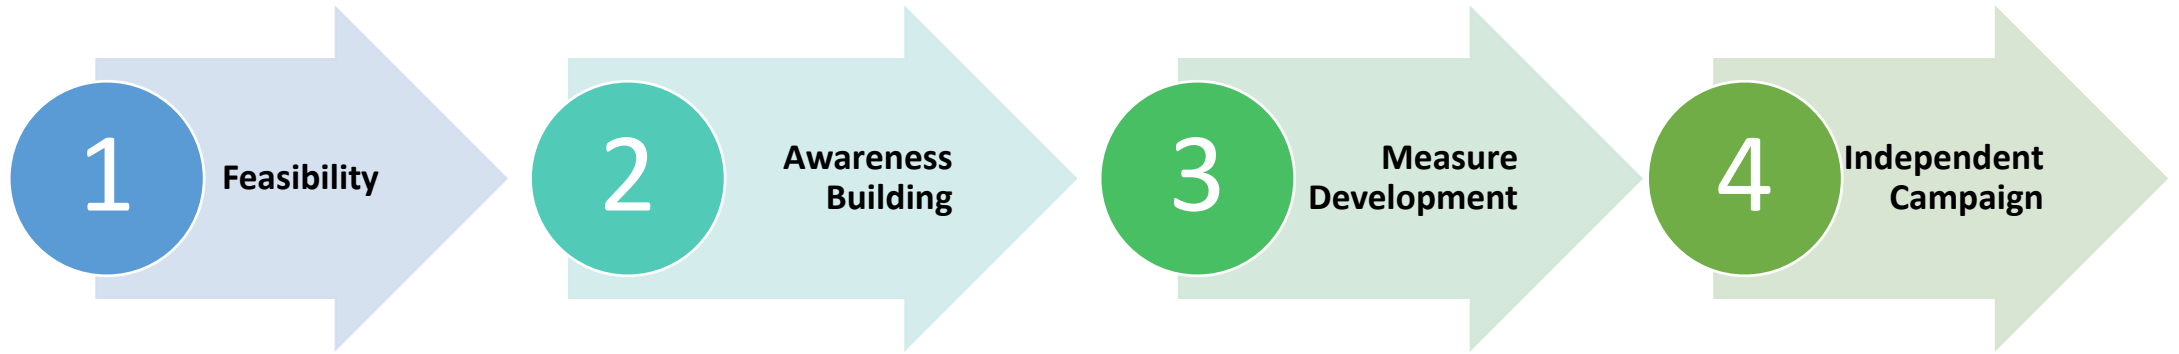 1
Feasibility
2
Awareness
Building
3
Measure
Development
4
Independent
Campaign